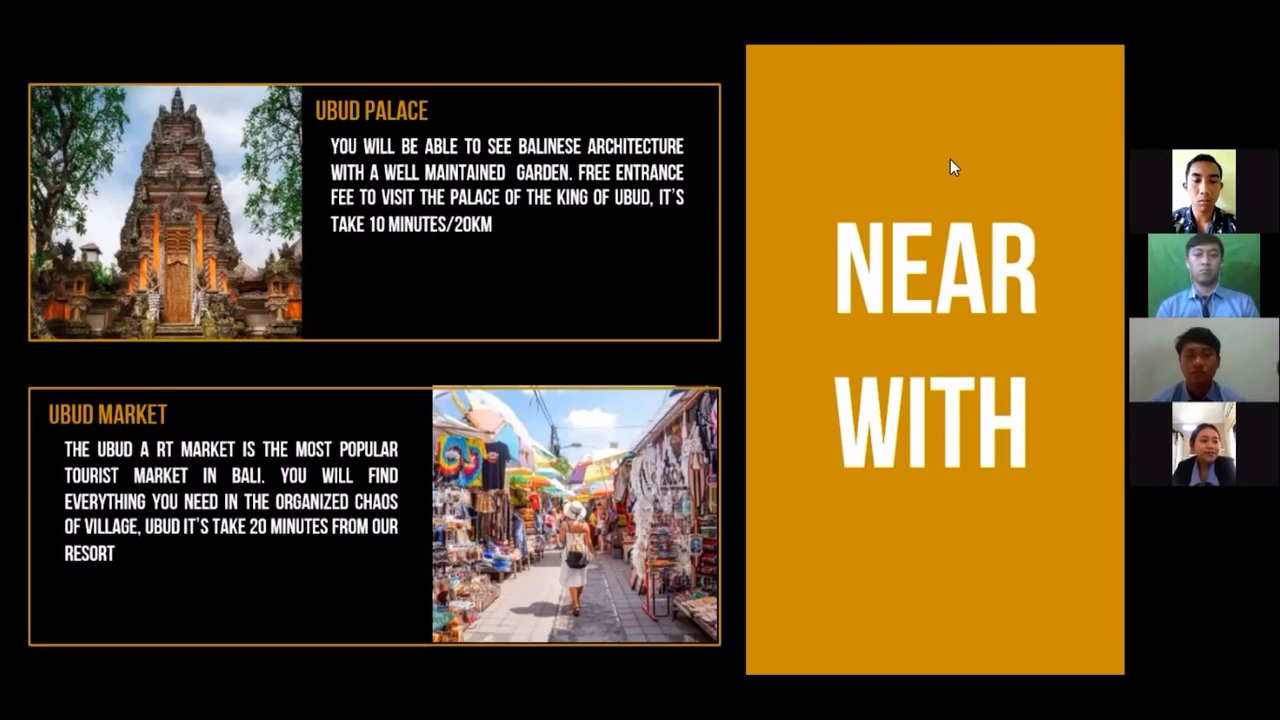 UBUD PALACE
YOU WILL BE ABLE TO SEE BALINESE ARCHITECTURE
WITH A WELL MAINTAINED GARDEN. FREE ENTRANCE
FEE TO VISIT THE PALACE OF THE KING OF UBUD, IT'S
TAKE 10 MINUTES/20KM
UBUD MARKET
THE UBUD A RT MARKET IS THE MOST POPULAR
TOURIST MARKET IN BALI. YOU WILL FIND
EVERYTHING YOU NEED IN THE ORGANIZED CHAOS
OF VILLAGE, UBUD IT'S TAKE 20 MINUTES FROM OUR
RESORT
NEAR
WITH